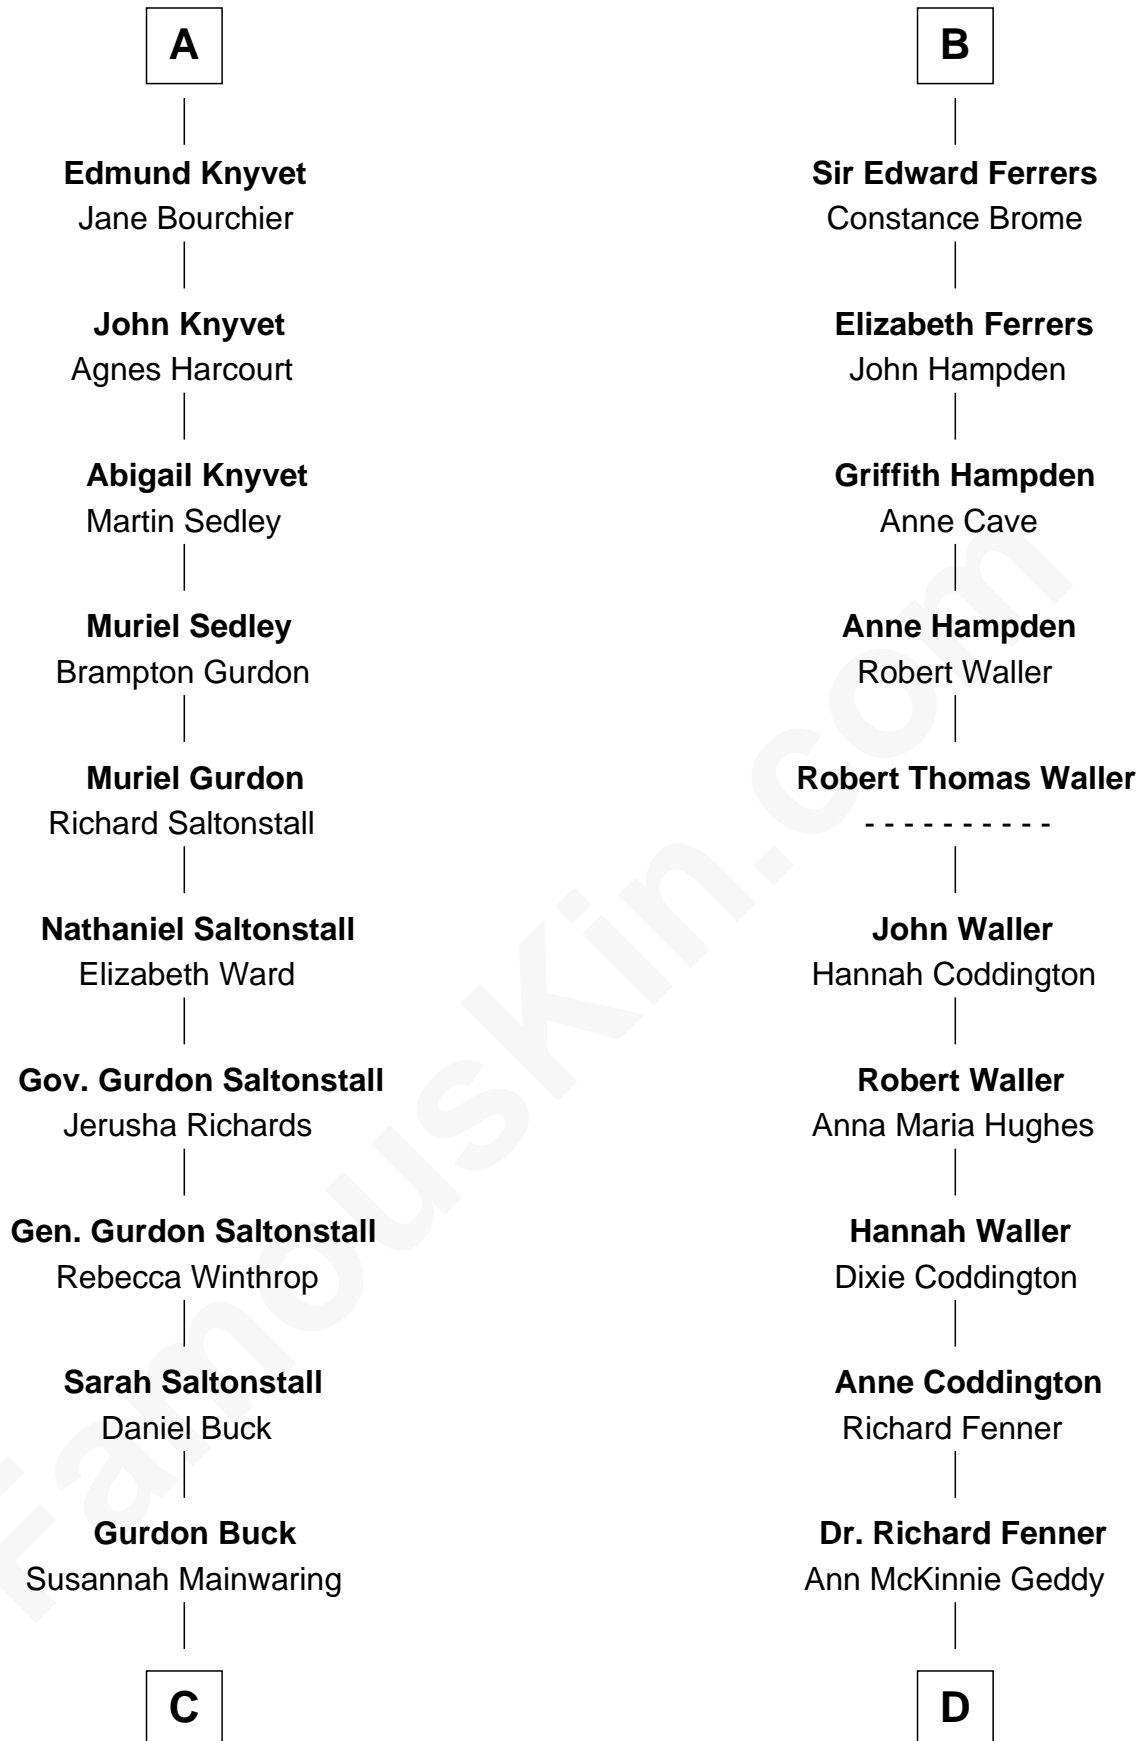 A
Edmund Knyvet
Jane Bourchier
John Knyvet
Agnes Harcourt
Abigail Knyvet
Martin Sedley
Muriel Sedley
Brampton Gurdon
Muriel Gurdon
Richard Saltonstall
Nathaniel Saltonstall
Elizabeth Ward
Gov. Gurdon Saltonstall
Jerusha Richards
Gen. Gurdon Saltonstall
Rebecca Winthrop
Sarah Saltonstall
Daniel Buck
Gurdon Buck
Susannah Mainwaring
C
B
Sir Edward Ferrers
Constance Brome
Elizabeth Ferrers
John Hampden
Griffith Hampden
Anne Cave
Anne Hampden
Robert Waller
Robert Thomas Waller
- - - - - - - - - -
John Waller
Hannah Coddington
Robert Waller
Anna Maria Hughes
Hannah Waller
Dixie Coddington
Anne Coddington
Richard Fenner
Dr. Richard Fenner
Ann McKinnie Geddy
D
FamousKin.com